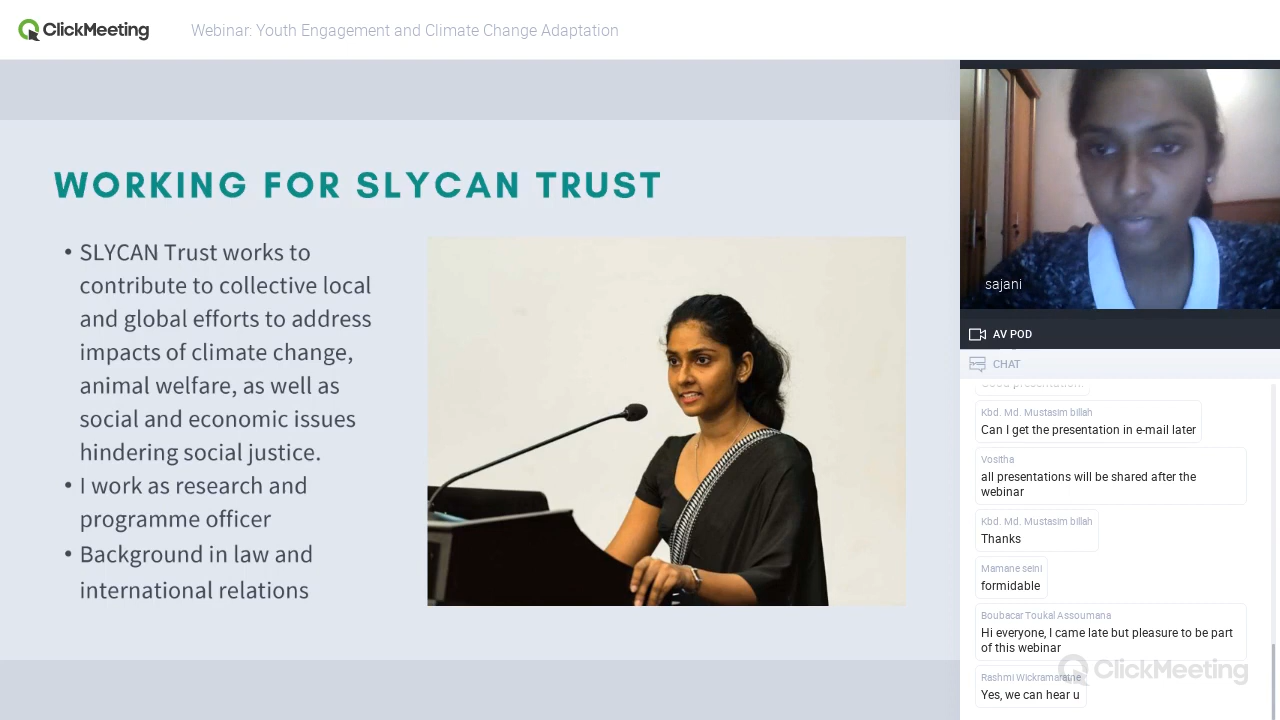 ClickMeeting
Webinar: Youth Engagement and Climate Change Adaptation
WORKING FOR SLYCAN TRUST
• SLYCAN Trust works to
contribute to collective local
and global efforts to address
impacts of climate change,
animal welfare, as well as
social and economic issues
hindering social justice.
• I work as research and
programme officer
• Background in law and
international relations
sajani
AV POD
CHAT
Good presentation.
Kbd. Md. Mustasim billah
Can I get the presentation in e-mail later
Vositha
all presentations will be shared after the
webinar
Kbd. Md. Mustasim billah
Thanks
Mamane seini
formidable
Boubacar Toukal Assoumana
Hi everyone, I came late but pleasure to be part
of this webinar
ClickMeeting
Rashmi Wickramaratne
Yes, we can hear u